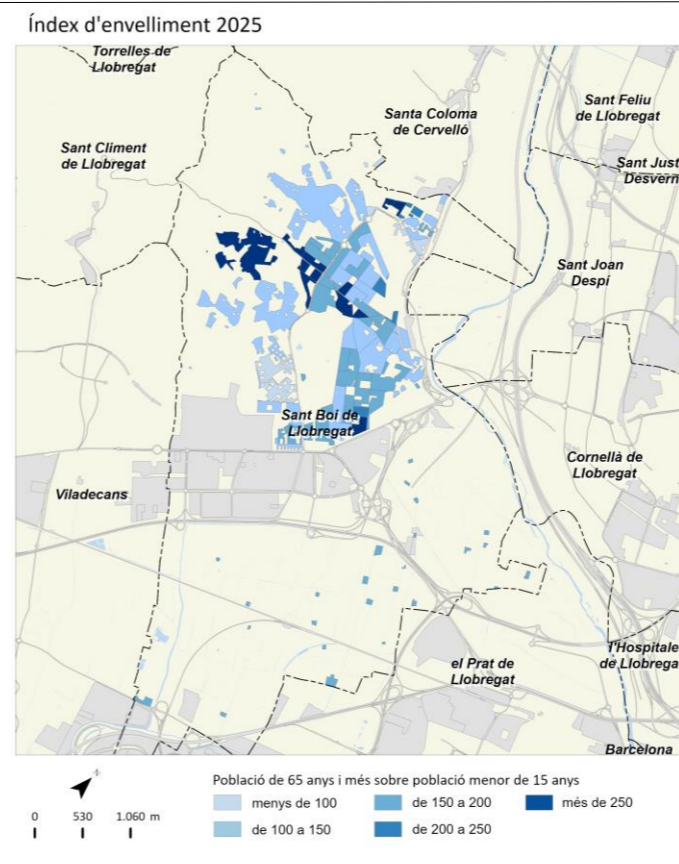 Índex d'envelliment 2025
Torrelles de
Llobregat
Santa Coloma
de Cervelló
Sant Feliu
de Llobregat
Sant Climent
de Llobregat
Sant Just
Desvern
Sant Joan
Despí
Sant Boi de
Llobregat
Cornellà de
Llobregat
Viladecans
el Prat de
Llobregat
l'Hospitale
de Llobrega
Barcelona
Població de 65 anys i més sobre població menor de 15 anys
0 530 1.060 m
menys de 100
de 150 a 200
més de 250
de 100 a 150
de 200 a 250